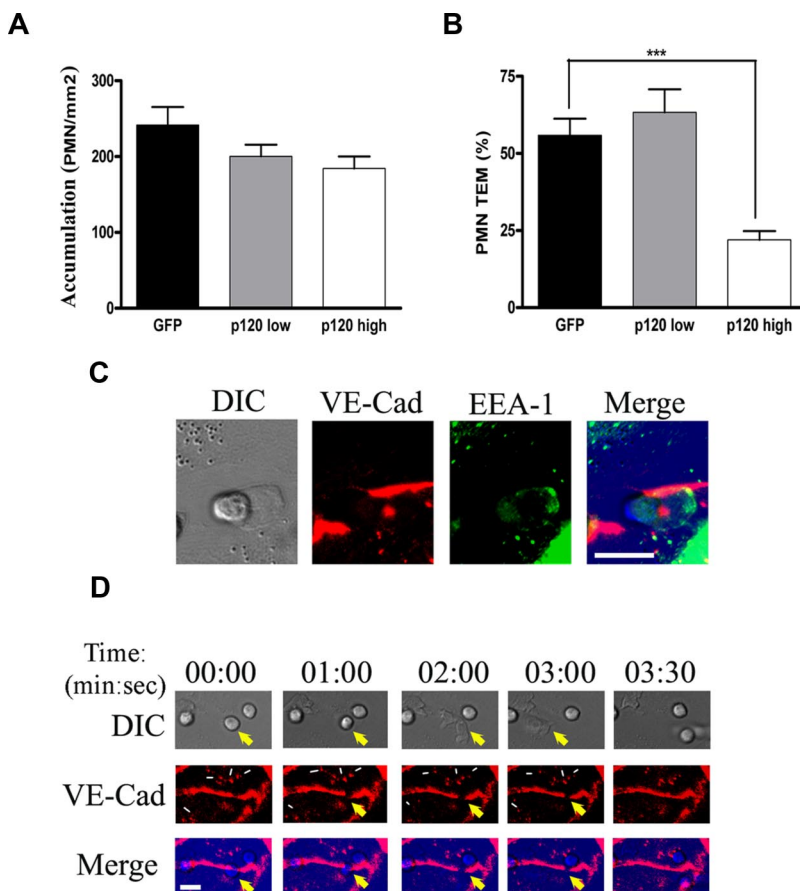 A
Accumulation (PMN/mm2)
300
200
100
0
GFP p120 low p120 high
B
***
PMN TEM (%)
75
50
25
0
GFP p120 low p120 high
C
DIC VE-Cad EEA-1 Merge
D
Time:
(min:sec)
00:00 01:00 02:00 03:00 03:30
DIC
VE-Cad
Merge